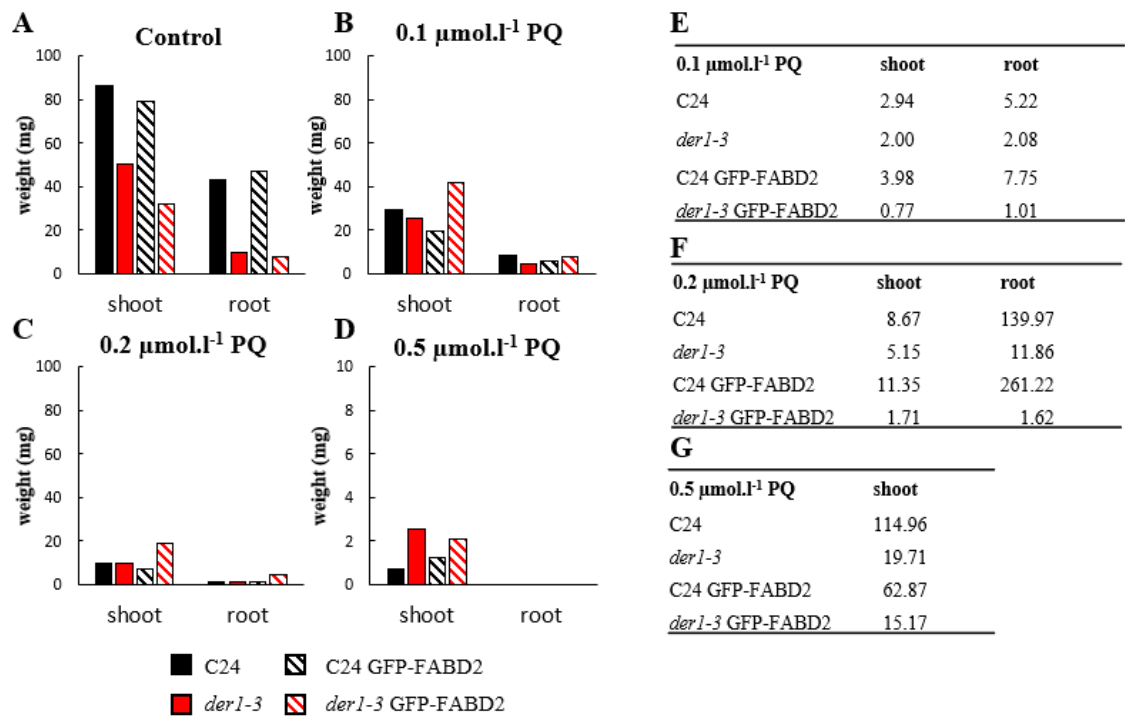 A
Control
weight (mg)
100
80
60
40
20
0
shoot root
B
0.1 µmol.l⁻¹ PQ
weight (mg)
100
80
60
40
20
0
shoot root
C
0.2 µmol.l⁻¹ PQ
weight (mg)
100
80
60
40
20
0
shoot root
D
0.5 µmol.l⁻¹ PQ
weight (mg)
10
8
6
4
2
0
shoot root
C24 C24 GFP-FABD2
der1-3 der1-3 GFP-FABD2
E
0.1 µmol.l⁻¹ PQ shoot root
C24 2.94 5.22
der1-3 2.00 2.08
C24 GFP-FABD2 3.98 7.75
der1-3 GFP-FABD2 0.77 1.01
F
0.2 µmol.l⁻¹ PQ shoot root
C24 8.67 139.97
der1-3 5.15 11.86
C24 GFP-FABD2 11.35 261.22
der1-3 GFP-FABD2 1.71 1.62
G
0.5 µmol.l⁻¹ PQ shoot
C24 114.96
der1-3 19.71
C24 GFP-FABD2 62.87
der1-3 GFP-FABD2 15.17